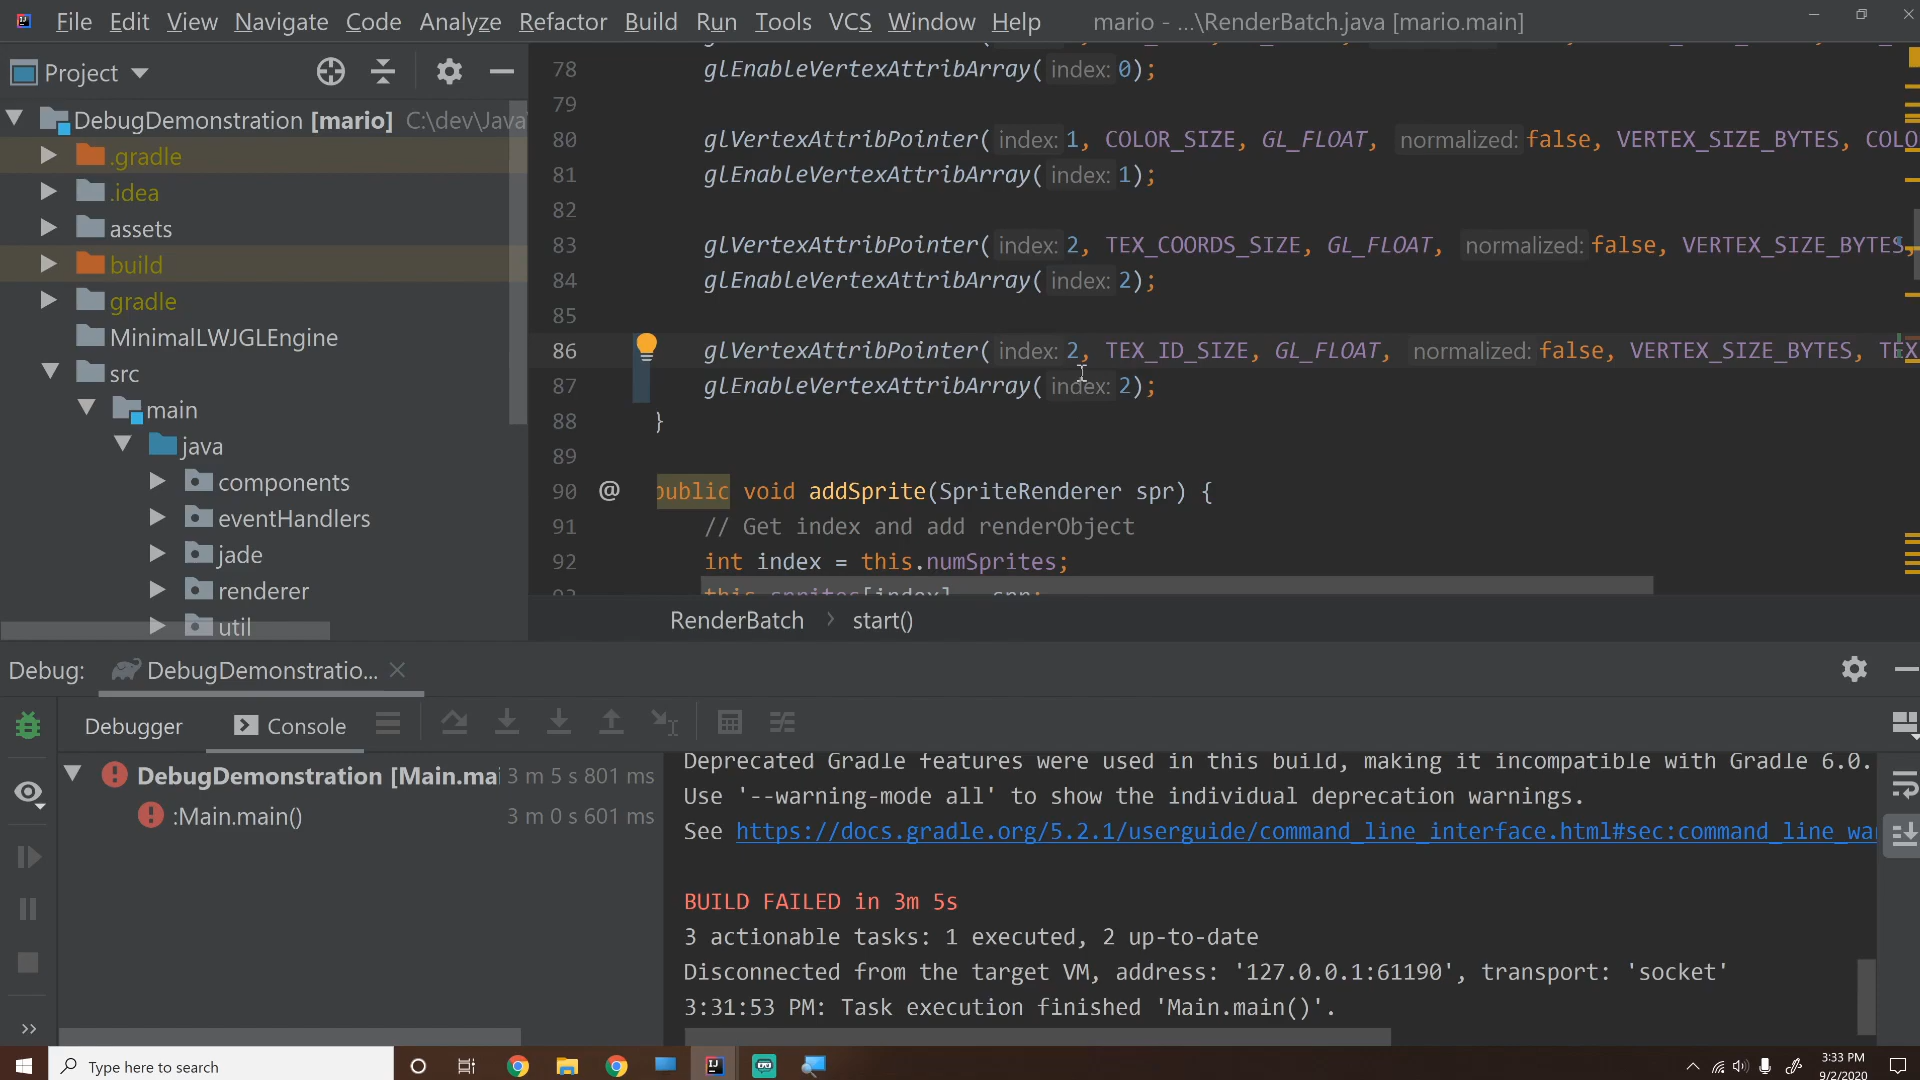 File Edit View Navigate Code Analyze Refactor Build Run Tools VCS Window Help mario - ...\RenderBatch.java [mario.main]
Project
DebugDemonstration [mario] C:\dev\Java
.gradle
.idea
assets
build
gradle
MinimalLWJGLEngine
src
main
java
components
eventHandlers
jade
renderer
util
78 glEnableVertexAttribArray( index: 0);
79
80 glVertexAttribPointer( index: 1, COLOR_SIZE, GL_FLOAT, normalized: false, VERTEX_SIZE_BYTES, COLO
81 glEnableVertexAttribArray( index: 1);
82
83 glVertexAttribPointer( index: 2, TEX_COORDS_SIZE, GL_FLOAT, normalized: false, VERTEX_SIZE_BYTES,
84 glEnableVertexAttribArray( index: 2);
85
86 glVertexAttribPointer( index: 2, TEX_ID_SIZE, GL_FLOAT, normalized: false, VERTEX_SIZE_BYTES, TEX
87 glEnableVertexAttribArray( index: 2);
88 }
89
90 @ public void addSprite(SpriteRenderer spr) {
91 // Get index and add renderObject
92 int index = this.numSprites;
RenderBatch > start()
Debug: DebugDemonstratio...
Debugger Console
DebugDemonstration [Main.mai 3 m 5 s 801 ms
:Main.main() 3 m 0 s 601 ms
Deprecated Gradle features were used in this build, making it incompatible with Gradle 6.0.
Use '--warning-mode all' to show the individual deprecation warnings.
See https://docs.gradle.org/5.2.1/userguide/command_line_interface.html#sec:command_line_wa
BUILD FAILED in 3m 5s
3 actionable tasks: 1 executed, 2 up-to-date
Disconnected from the target VM, address: '127.0.0.1:61190', transport: 'socket'
3:31:53 PM: Task execution finished 'Main.main()'.
Type here to search
3:33 PM
9/2/2020